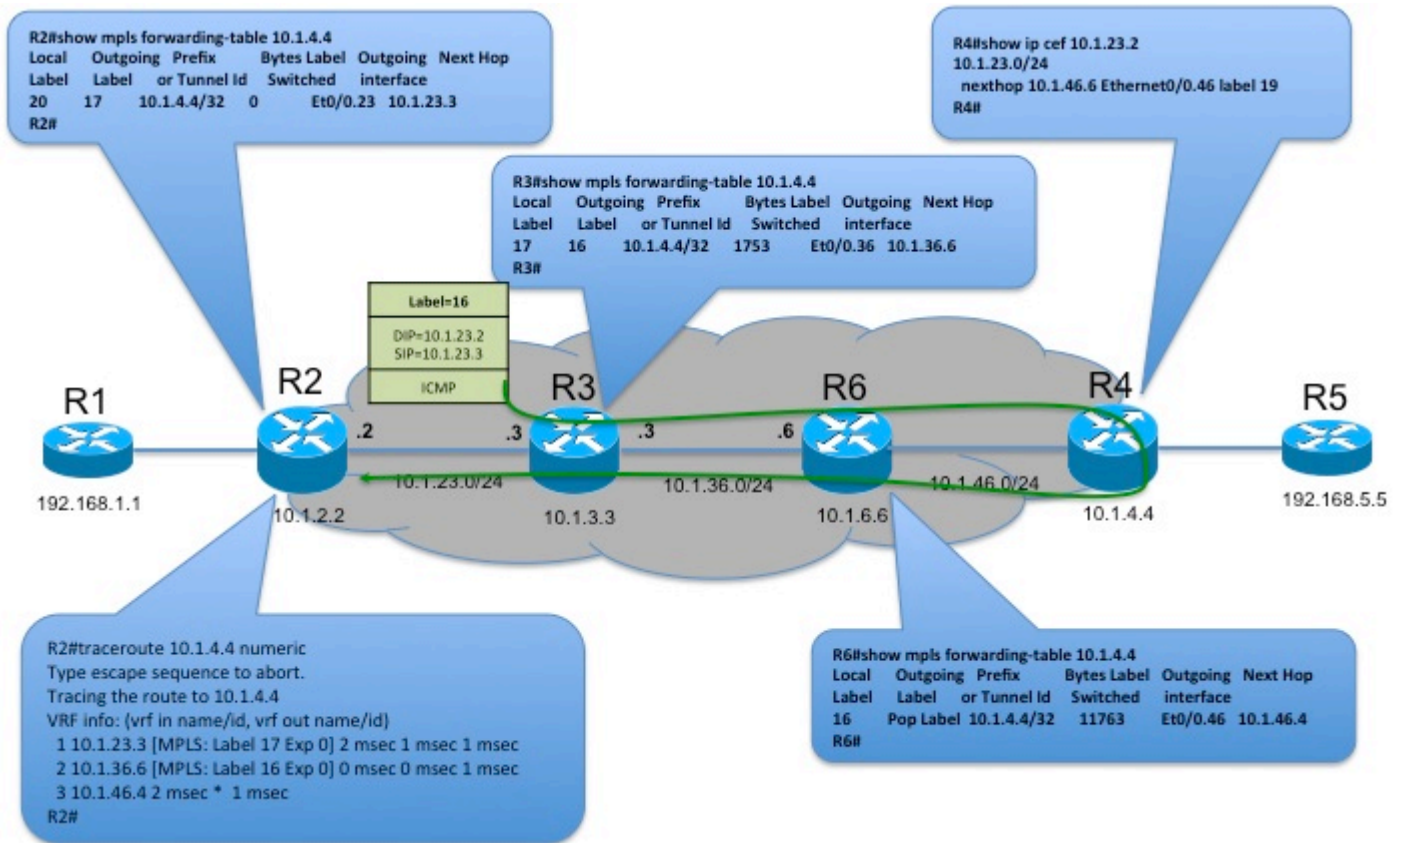 R2#show mpls forwarding-table 10.1.4.4
Local Outgoing Prefix Bytes Label Outgoing Next Hop
Label Label or Tunnel Id Switched interface
20 17 10.1.4.4/32 0 Et0/0.23 10.1.23.3
R2#
R4#show ip cef 10.1.23.2
10.1.23.0/24
nexthop 10.1.46.6 Ethernet0/0.46 label 19
R4#
R3#show mpls forwarding-table 10.1.4.4
Local Outgoing Prefix Bytes Label Outgoing Next Hop
Label Label or Tunnel Id Switched interface
17 16 10.1.4.4/32 1753 Et0/0.36 10.1.36.6
R3#
Label=16
DIP=10.1.23.2
SIP=10.1.23.3
ICMP
R1 R2 R3 R6 R4 R5
.2 .3 .3 .6
10.1.23.0/24 10.1.36.0/24 10.1.46.0/24
192.168.1.1 10.1.2.2 10.1.3.3 10.1.6.6 10.1.4.4 192.168.5.5
R2#traceroute 10.1.4.4 numeric
Type escape sequence to abort.
Tracing the route to 10.1.4.4
VRF info: (vrf in name/id, vrf out name/id)
1 10.1.23.3 [MPLS: Label 17 Exp 0] 2 msec 1 msec 1 msec
2 10.1.36.6 [MPLS: Label 16 Exp 0] 0 msec 0 msec 1 msec
3 10.1.46.4 2 msec * 1 msec
R2#
R6#show mpls forwarding-table 10.1.4.4
Local Outgoing Prefix Bytes Label Outgoing Next Hop
Label Label or Tunnel Id Switched interface
16 Pop Label 10.1.4.4/32 11763 Et0/0.46 10.1.46.4
R6#